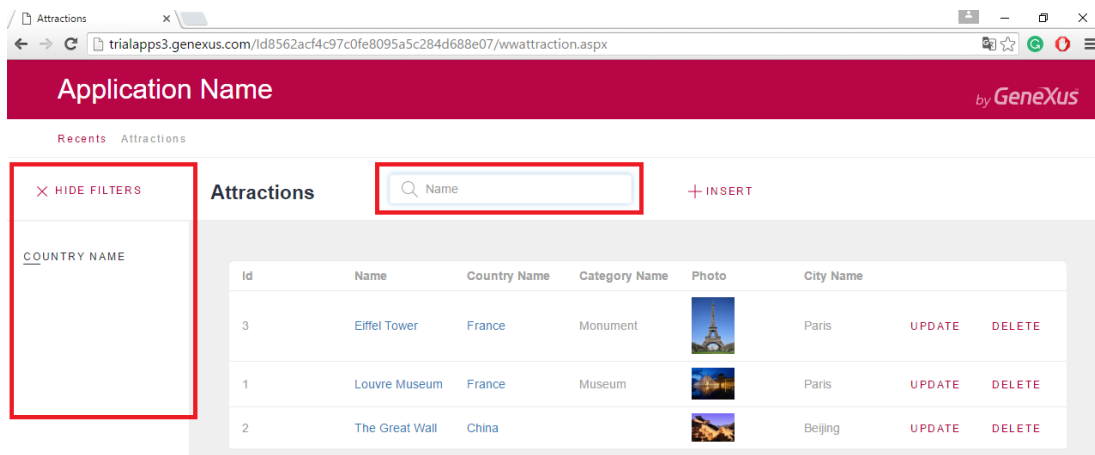 Attractions
trialapps3.genexus.com/Id8562acf4c97c0fe8095a5c284d688e07/wwattraction.aspx
Application Name
by GeneXus
Recents Attractions
HIDE FILTERS
Attractions
Name
INSERT
COUNTRY NAME
Id Name Country Name Category Name Photo City Name
3 Eiffel Tower France Monument Paris UPDATE DELETE
1 Louvre Museum France Museum Paris UPDATE DELETE
2 The Great Wall China Beijing UPDATE DELETE